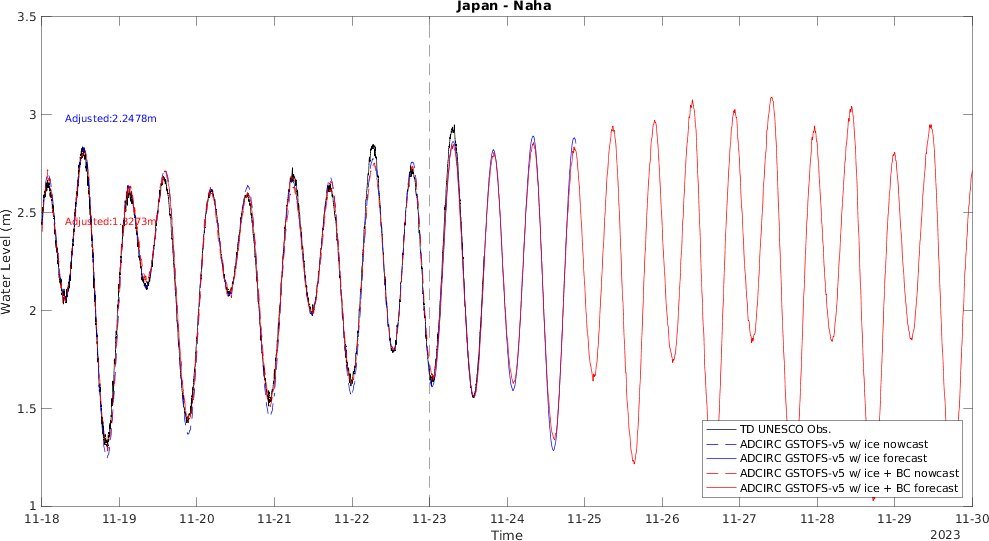 Japan - Naha
3.5
3
2.5
2
1.5
1
Water Level (m)
Adjusted:2.2478m
Adjusted:1.8273m
TD UNESCO Obs.
ADCIRC GSTOFS-v5 w/ ice nowcast
ADCIRC GSTOFS-v5 w/ ice forecast
ADCIRC GSTOFS-v5 w/ ice + BC nowcast
ADCIRC GSTOFS-v5 w/ ice + BC forecast
11-18 11-19 11-20 11-21 11-22 11-23 11-24 11-25 11-26 11-27 11-28 11-29 11-30
Time
2023